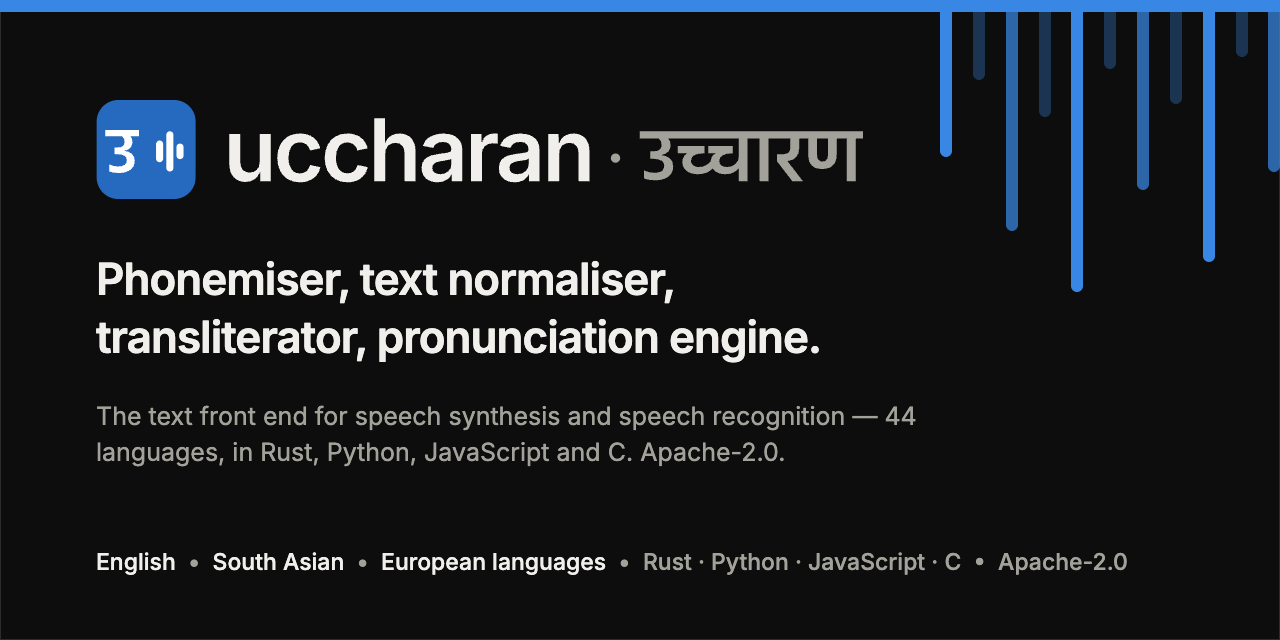 उ
uccharan · उच्चारण
Phonemiser, text normaliser,
transliterator, pronunciation engine.
The text front end for speech synthesis and speech recognition — 44
languages, in Rust, Python, JavaScript and C. Apache-2.0.
English • South Asian • European languages • Rust · Python · JavaScript · C • Apache-2.0